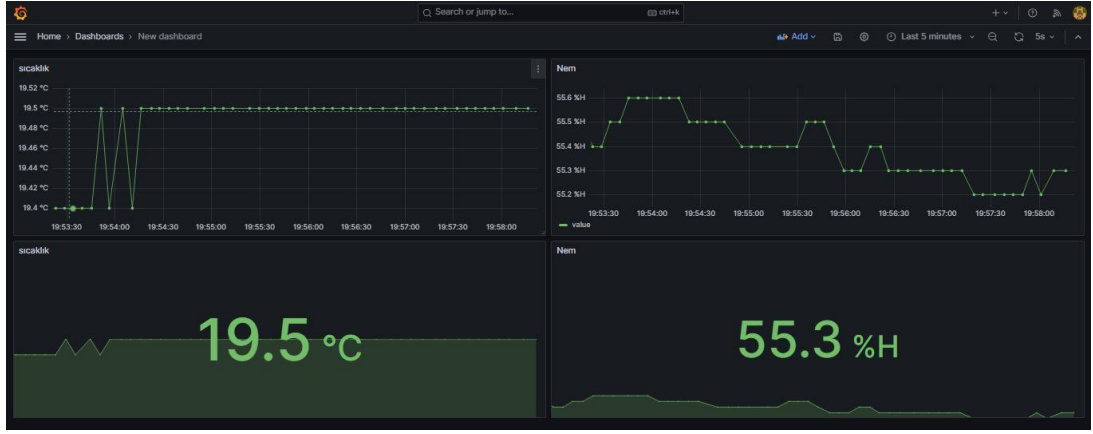 Search or jump to... ctrl+k
Home › Dashboards › New dashboard Add Last 5 minutes 5s
sıcaklık
19.52 °C
19.5 °C
19.48 °C
19.46 °C
19.44 °C
19.42 °C
19.4 °C
19:53:30 19:54:00 19:54:30 19:55:00 19:55:30 19:56:00 19:56:30 19:57:00 19:57:30 19:58:00
Nem
55.6 %H
55.5 %H
55.4 %H
55.3 %H
55.2 %H
19:53:30 19:54:00 19:54:30 19:55:00 19:55:30 19:56:00 19:56:30 19:57:00 19:57:30 19:58:00
value
sıcaklık
19.5 °C
Nem
55.3 %H